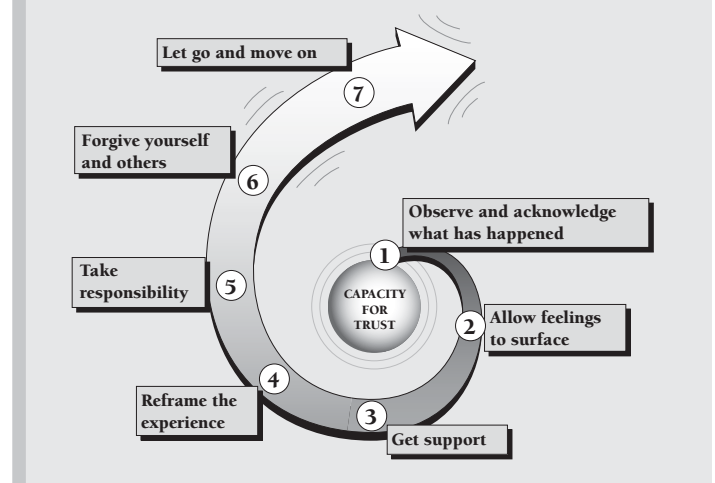 1
Observe and acknowledge
what has happened
CAPACITY
FOR
TRUST
2
Allow feelings
to surface
3
Get support
4
Reframe the
experience
5
Take
responsibility
6
Forgive yourself
and others
7
Let go and move on